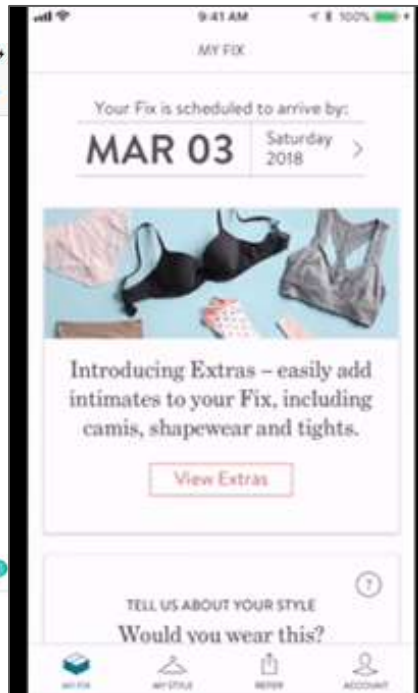 9:41 AM
100%
MY FIX
Your Fix is scheduled to arrive by:
MAR 03
Saturday
2018
Introducing Extras – easily add
intimates to your Fix, including
camis, shapewear and tights.
View Extras
?
TELL US ABOUT YOUR STYLE
Would you wear this?
MY FIX
MY STYLE
REFER
ACCOUNT